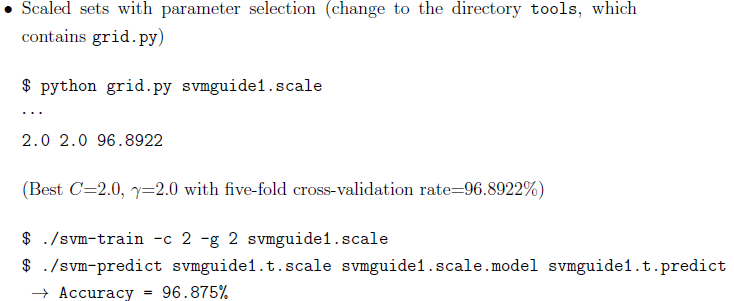 • Scaled sets with parameter selection (change to the directory tools, which
contains grid.py)
$ python grid.py svmguide1.scale
...
2.0 2.0 96.8922
(Best C=2.0, γ=2.0 with five-fold cross-validation rate=96.8922%)
$ ./svm-train -c 2 -g 2 svmguide1.scale
$ ./svm-predict svmguide1.t.scale svmguide1.scale.model svmguide1.t.predict
→ Accuracy = 96.875%